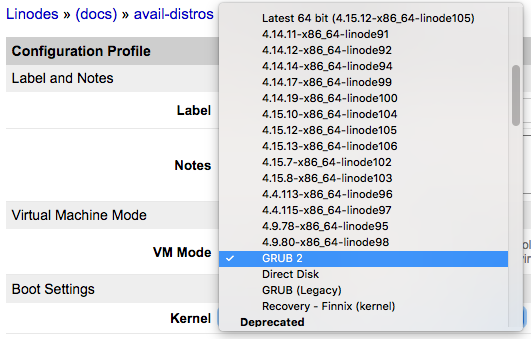 Linodes » (docs) » avail-distros
Configuration Profile
Label and Notes
Label
Notes
Virtual Machine Mode
VM Mode
Boot Settings
Kernel
Latest 64 bit (4.15.12-x86_64-linode105)
4.14.11-x86_64-linode91
4.14.12-x86_64-linode92
4.14.14-x86_64-linode94
4.14.17-x86_64-linode99
4.14.19-x86_64-linode100
4.15.10-x86_64-linode104
4.15.12-x86_64-linode105
4.15.13-x86_64-linode106
4.15.7-x86_64-linode102
4.15.8-x86_64-linode103
4.4.113-x86_64-linode96
4.4.115-x86_64-linode97
4.9.78-x86_64-linode95
4.9.80-x86_64-linode98
✓ GRUB 2
Direct Disk
GRUB (Legacy)
Recovery - Finnix (kernel)
Deprecated